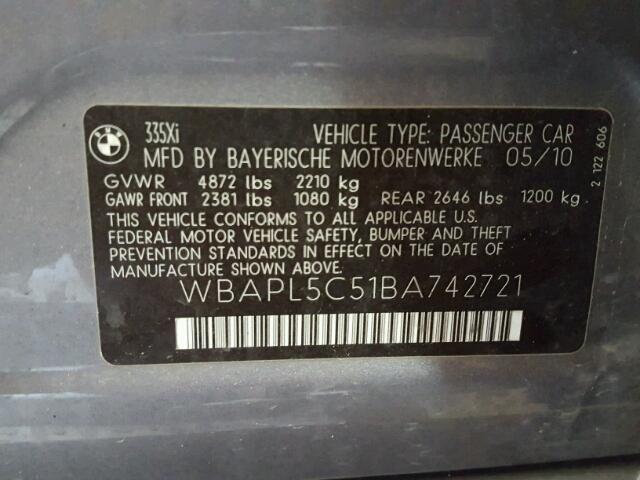 BMW
335Xi VEHICLE TYPE: PASSENGER CAR
MFD BY BAYERISCHE MOTORENWERKE 05/10
GVWR 4872 lbs 2210 kg
GAWR FRONT 2381 lbs 1080 kg REAR 2646 lbs 1200 kg
THIS VEHICLE CONFORMS TO ALL APPLICABLE U.S.
FEDERAL MOTOR VEHICLE SAFETY, BUMPER AND THEFT
PREVENTION STANDARDS IN EFFECT ON THE DATE OF
MANUFACTURE SHOWN ABOVE.
WBAPL5C51BA742721
2 122 606